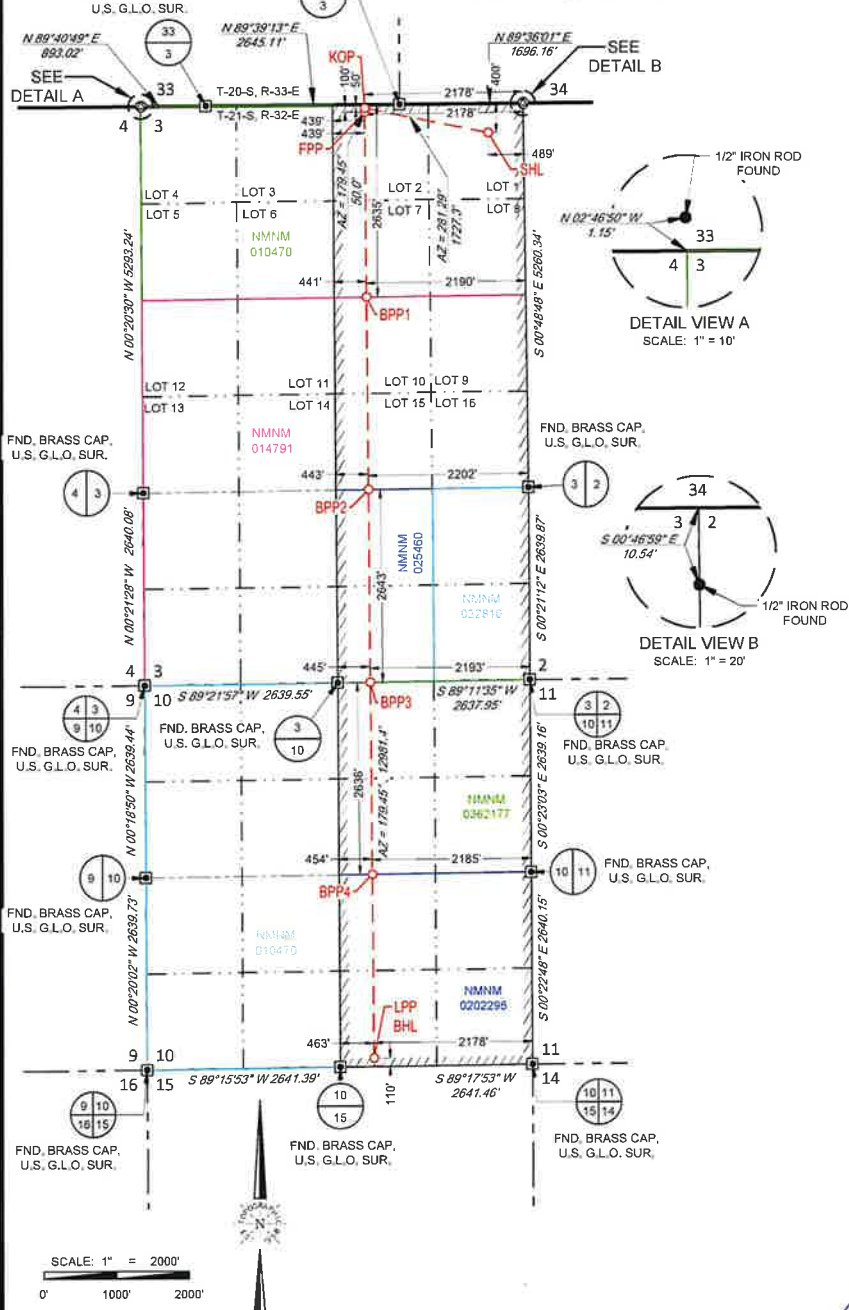 U.S. G.L.O. SUR.
33
3
3
N 89°40'49" E
893.02'
N 89°39'13" E
2645.11'
N 89°36'01" E
1696.16'
SEE
DETAIL A
SEE
DETAIL B
33
34
T-20-S, R-33-E
T-21-S, R-32-E
4
3
KOP
100'
50'
2178'
2178'
400'
439'
439'
FPP
SHL
489'
AZ = 179.45°
50.0'
AZ = 281.29°
1727.3'
LOT 4
LOT 3
LOT 2
LOT 1
LOT 5
LOT 6
LOT 7
LOT 8
2635'
NMNM
010470
N 00°20'30" W 5293.24'
S 00°48'48" E 5260.34'
441'
2190'
BPP1
1/2" IRON ROD
FOUND
N 02°46'50" W
1.15'
33
4
3
DETAIL VIEW A
SCALE: 1" = 10'
LOT 12
LOT 11
LOT 10
LOT 9
LOT 13
LOT 14
LOT 15
LOT 16
NMNM
014791
FND. BRASS CAP,
U.S. G.L.O. SUR.
4
3
FND. BRASS CAP,
U.S. G.L.O. SUR.
3
2
443'
2202'
BPP2
NMNM
025460
NMNM
022810
2643'
N 00°21'28" W 2640.08'
S 00°21'12" E 2639.87'
34
3
2
S 00°46'59" E
10.54'
1/2" IRON ROD
FOUND
DETAIL VIEW B
SCALE: 1" = 20'
445'
2193'
4
3
9
10
2
11
S 89°21'57" W 2639.55'
S 89°11'35" W
2637.95'
BPP3
4
3
9
10
FND. BRASS CAP,
U.S. G.L.O. SUR.
FND. BRASS CAP,
U.S. G.L.O. SUR.
3
10
3
2
10
11
FND. BRASS CAP,
U.S. G.L.O. SUR.
N 00°18'50" W 2639.44'
S 00°23'03" E 2639.16'
2636'
AZ = 179.45°, 12981.4'
NMNM
0362177
454'
2185'
BPP4
9
10
FND. BRASS CAP,
U.S. G.L.O. SUR.
10
11
FND. BRASS CAP,
U.S. G.L.O. SUR.
N 00°20'02" W 2639.73'
S 00°22'48" E 2640.15'
NMNM
010470
NMNM
0202295
LPP
BHL
463'
2178'
110'
9
10
16
15
11
14
S 89°15'53" W 2641.39'
S 89°17'53" W
2641.46'
9
10
16
15
FND. BRASS CAP,
U.S. G.L.O. SUR.
10
15
FND. BRASS CAP,
U.S. G.L.O. SUR.
10
11
15
14
FND. BRASS CAP,
U.S. G.L.O. SUR.
N
SCALE: 1" = 2000'
0'
1000'
2000'